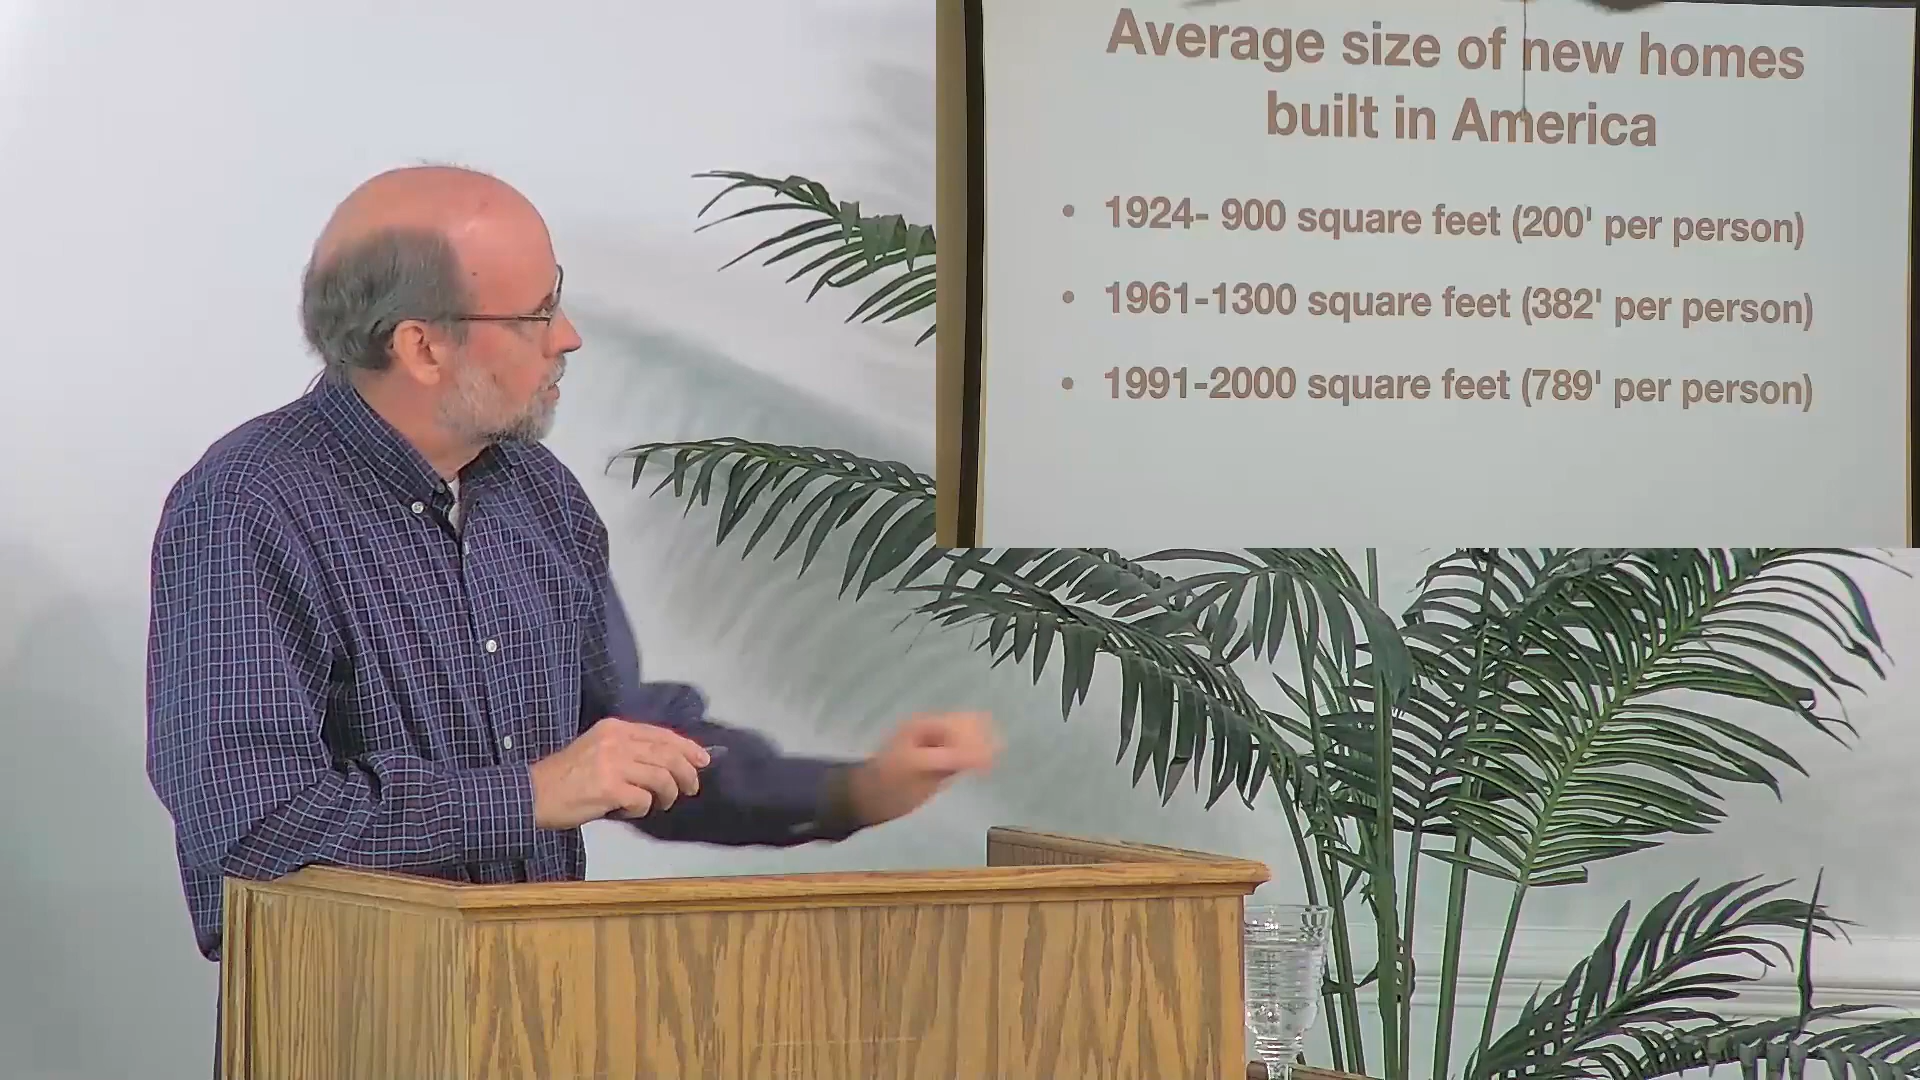 Average size of new homes
built in America
• 1924- 900 square feet (200' per person)
• 1961-1300 square feet (382' per person)
• 1991-2000 square feet (789' per person)